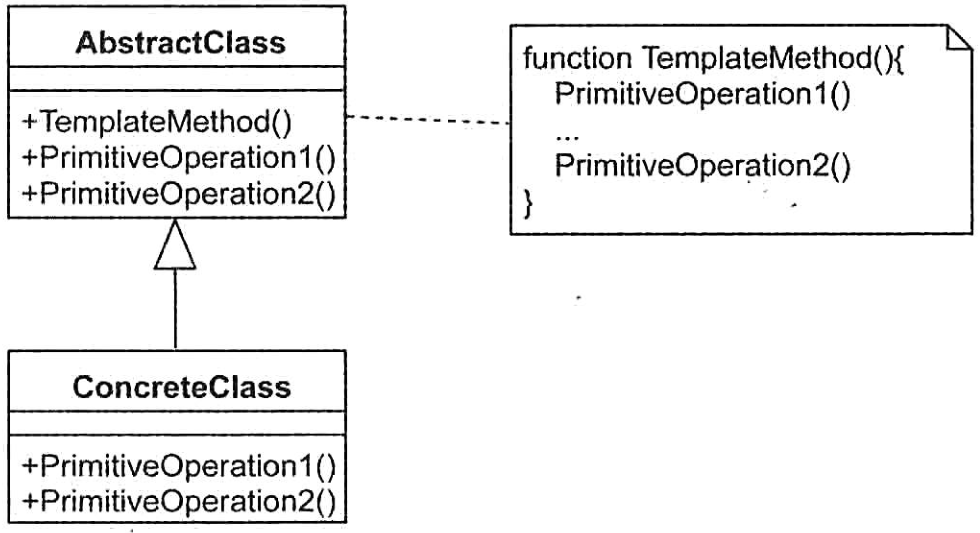 AbstractClass
+TemplateMethod()
+PrimitiveOperation1()
+PrimitiveOperation2()
function TemplateMethod(){
PrimitiveOperation1()
...
PrimitiveOperation2()
}
ConcreteClass
+PrimitiveOperation1()
+PrimitiveOperation2()